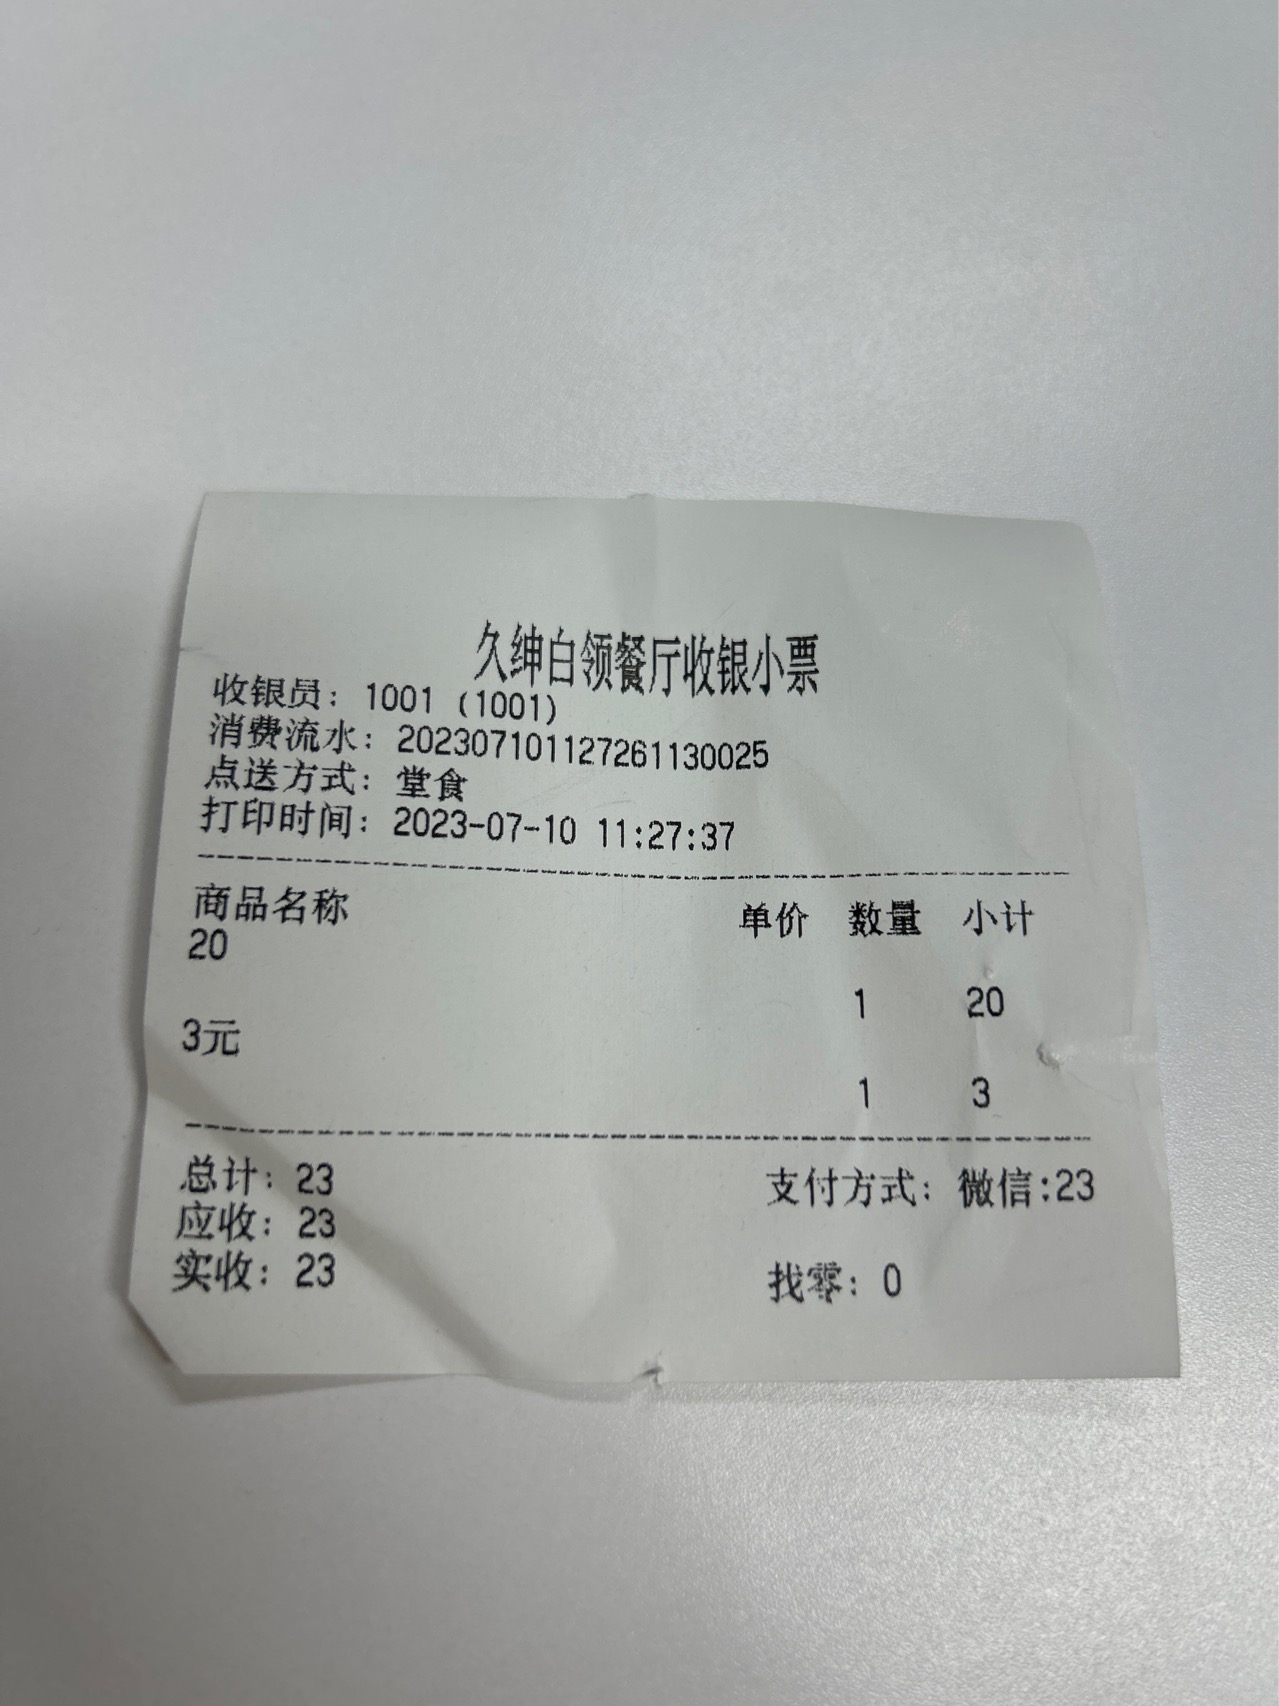 久绅白领餐厅收银小票
收银员: 1001 (1001)
消费流水: 202307101127261130025
点送方式: 堂食
打印时间: 2023-07-10 11:27:37
商品名称 单价 数量 小计
20
1 20
3元
1 3
总计: 23 支付方式: 微信:23
应收: 23
实收: 23 找零: 0